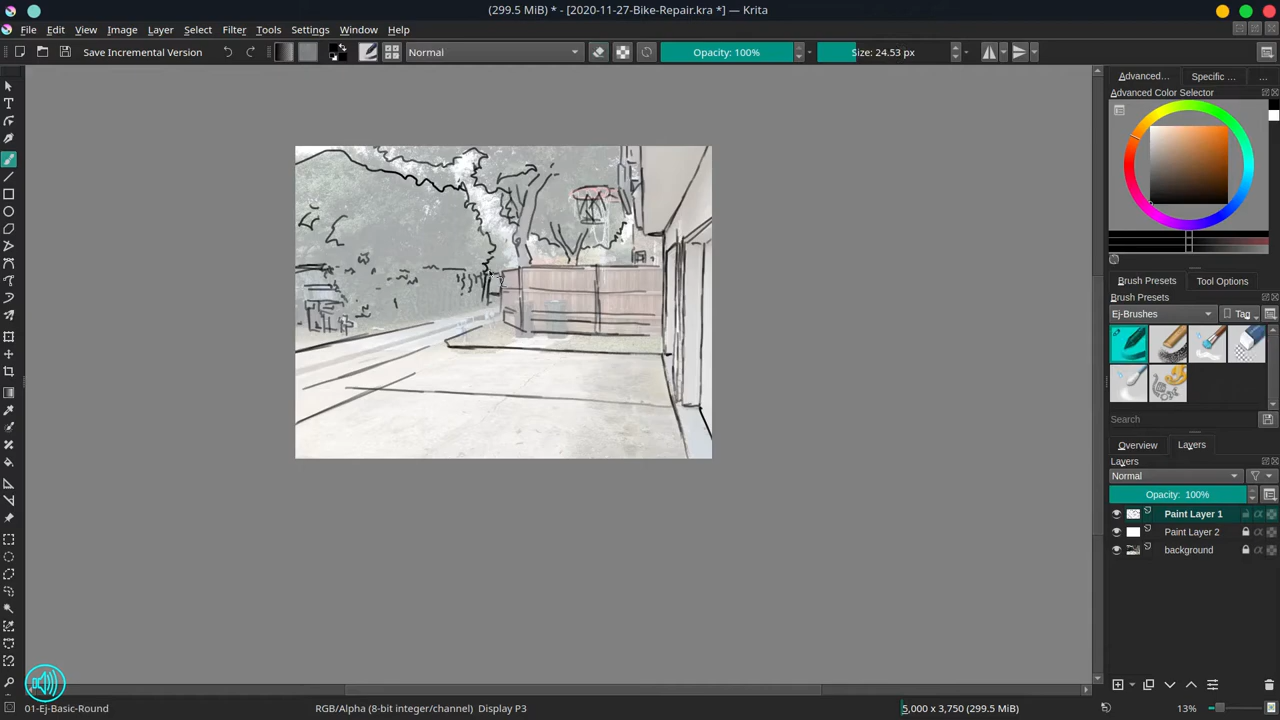 (299.5 MiB) * - [2020-11-27-Bike-Repair.kra *] — Krita
File Edit View Image Layer Select Filter Tools Settings Window Help
Save Incremental Version Normal Opacity: 100% Size: 24.53 px
Advanced... Specific ... ...
Advanced Color Selector
Brush Presets Tool Options
Brush Presets
Ej-Brushes Tag
Search
Overview Layers
Layers
Normal
Opacity: 100%
Paint Layer 1
Paint Layer 2
background
01-Ej-Basic-Round RGB/Alpha (8-bit integer/channel) Display P3 5,000 x 3,750 (299.5 MiB) 13%